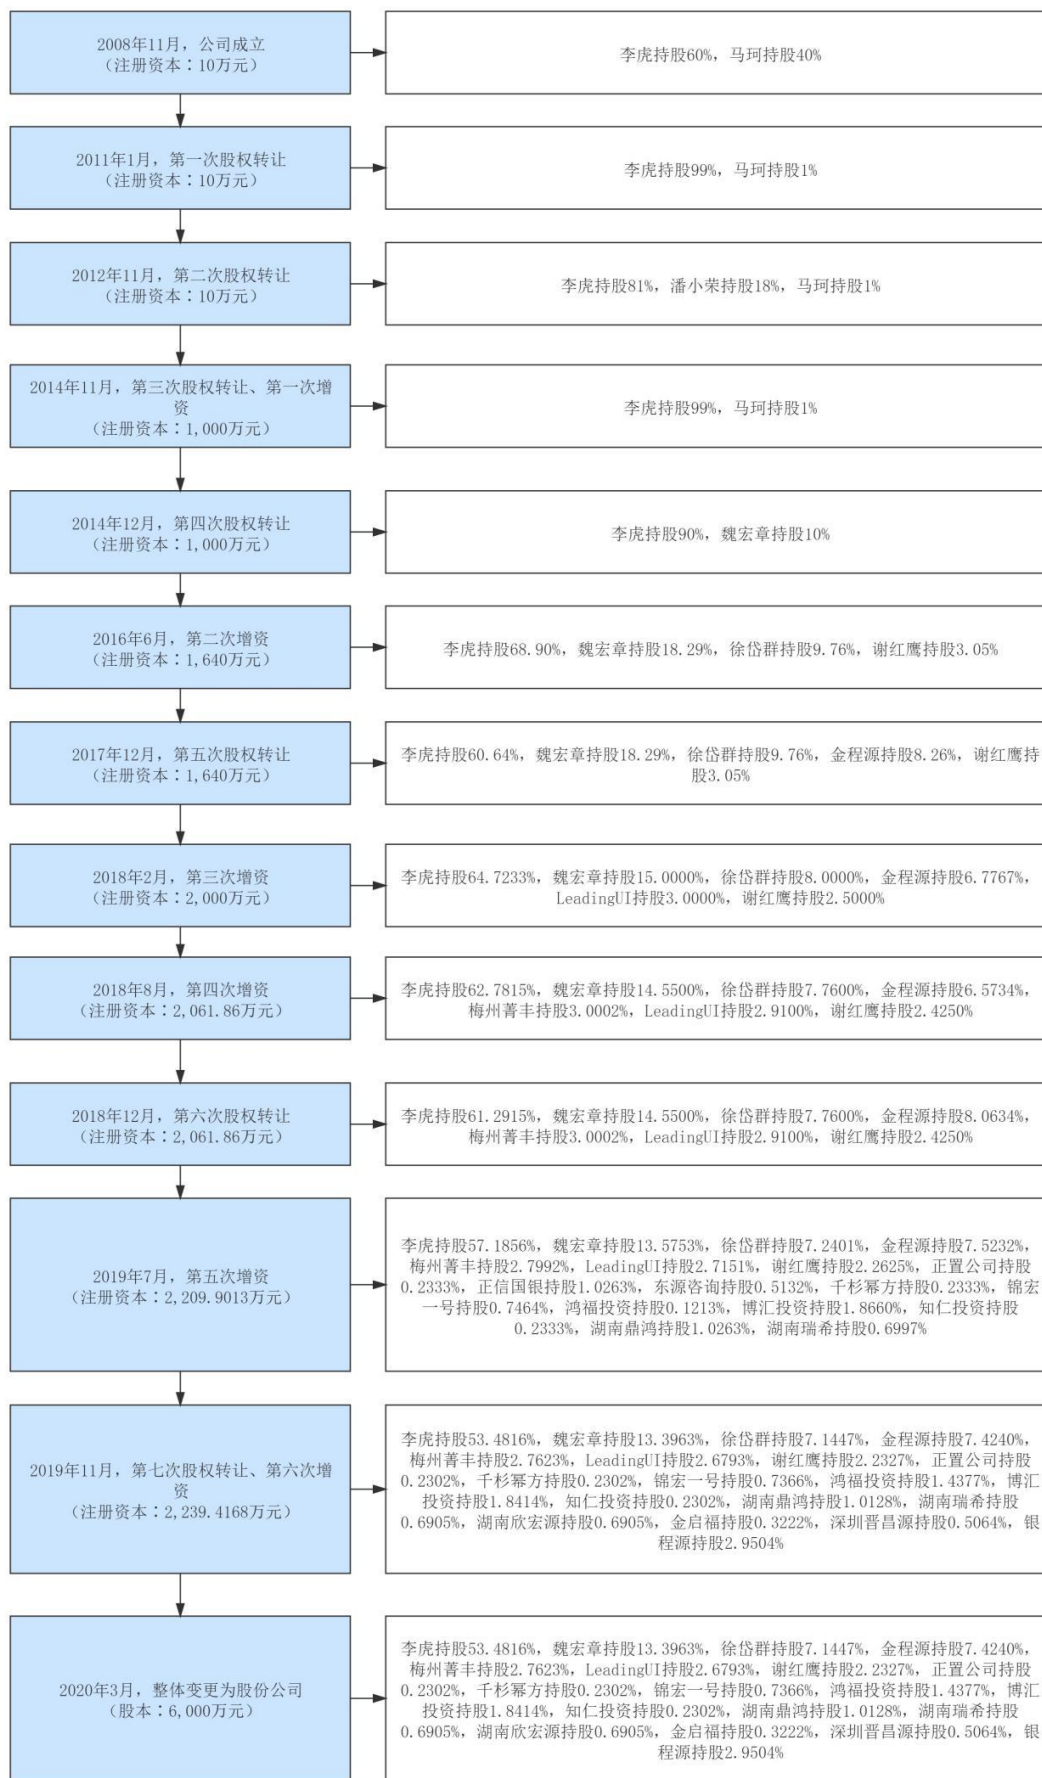 2008年11月，公司成立
（注册资本：10万元）
李虎持股60%，马珂持股40%
2011年1月，第一次股权转让
（注册资本：10万元）
李虎持股99%，马珂持股1%
2012年11月，第二次股权转让
（注册资本：10万元）
李虎持股81%，潘小荣持股18%，马珂持股1%
2014年11月，第三次股权转让、第一次增
资
（注册资本：1,000万元）
李虎持股99%，马珂持股1%
2014年12月，第四次股权转让
（注册资本：1,000万元）
李虎持股90%，魏宏章持股10%
2016年6月，第二次增资
（注册资本：1,640万元）
李虎持股68.90%，魏宏章持股18.29%，徐岱群持股9.76%，谢红鹰持股3.05%
2017年12月，第五次股权转让
（注册资本：1,640万元）
李虎持股60.64%，魏宏章持股18.29%，徐岱群持股9.76%，金程源持股8.26%，谢红鹰持
股3.05%
2018年2月，第三次增资
（注册资本：2,000万元）
李虎持股64.7233%，魏宏章持股15.0000%，徐岱群持股8.0000%，金程源持股6.7767%，
LeadingUI持股3.0000%，谢红鹰持股2.5000%
2018年8月，第四次增资
（注册资本：2,061.86万元）
李虎持股62.7815%，魏宏章持股14.5500%，徐岱群持股7.7600%，金程源持股6.5734%，
梅州菁丰持股3.0002%，LeadingUI持股2.9100%，谢红鹰持股2.4250%
2018年12月，第六次股权转让
（注册资本：2,061.86万元）
李虎持股61.2915%，魏宏章持股14.5500%，徐岱群持股7.7600%，金程源持股8.0634%，
梅州菁丰持股3.0002%，LeadingUI持股2.9100%，谢红鹰持股2.4250%
2019年7月，第五次增资
（注册资本：2,209.9013万元）
李虎持股57.1856%，魏宏章持股13.5753%，徐岱群持股7.2401%，金程源持股7.5232%，
梅州菁丰持股2.7992%，LeadingUI持股2.7151%，谢红鹰持股2.2625%，正置公司持股
0.2333%，正信国银持股1.0263%，东源咨询持股0.5132%，千杉幂方持股0.2333%，锦宏
一号持股0.7464%，鸿福投资持股0.1213%，博汇投资持股1.8660%，知仁投资持股
0.2333%，湖南鼎鸿持股1.0263%，湖南瑞希持股0.6997%
2019年11月，第七次股权转让、第六次增
资
（注册资本：2,239.4168万元）
李虎持股53.4816%，魏宏章持股13.3963%，徐岱群持股7.1447%，金程源持股7.4240%，
梅州菁丰持股2.7623%，LeadingUI持股2.6793%，谢红鹰持股2.2327%，正置公司持股
0.2302%，千杉幂方持股0.2302%，锦宏一号持股0.7366%，鸿福投资持股1.4377%，博汇
投资持股1.8414%，知仁投资持股0.2302%，湖南鼎鸿持股1.0128%，湖南瑞希持股
0.6905%，湖南欣宏源持股0.6905%，金启福持股0.3222%，深圳晋昌源持股0.5064%，银
程源持股2.9504%
2020年3月，整体变更为股份公司
（股本：6,000万元）
李虎持股53.4816%，魏宏章持股13.3963%，徐岱群持股7.1447%，金程源持股7.4240%，
梅州菁丰持股2.7623%，LeadingUI持股2.6793%，谢红鹰持股2.2327%，正置公司持股
0.2302%，千杉幂方持股0.2302%，锦宏一号持股0.7366%，鸿福投资持股1.4377%，博汇
投资持股1.8414%，知仁投资持股0.2302%，湖南鼎鸿持股1.0128%，湖南瑞希持股
0.6905%，湖南欣宏源持股0.6905%，金启福持股0.3222%，深圳晋昌源持股0.5064%，银
程源持股2.9504%